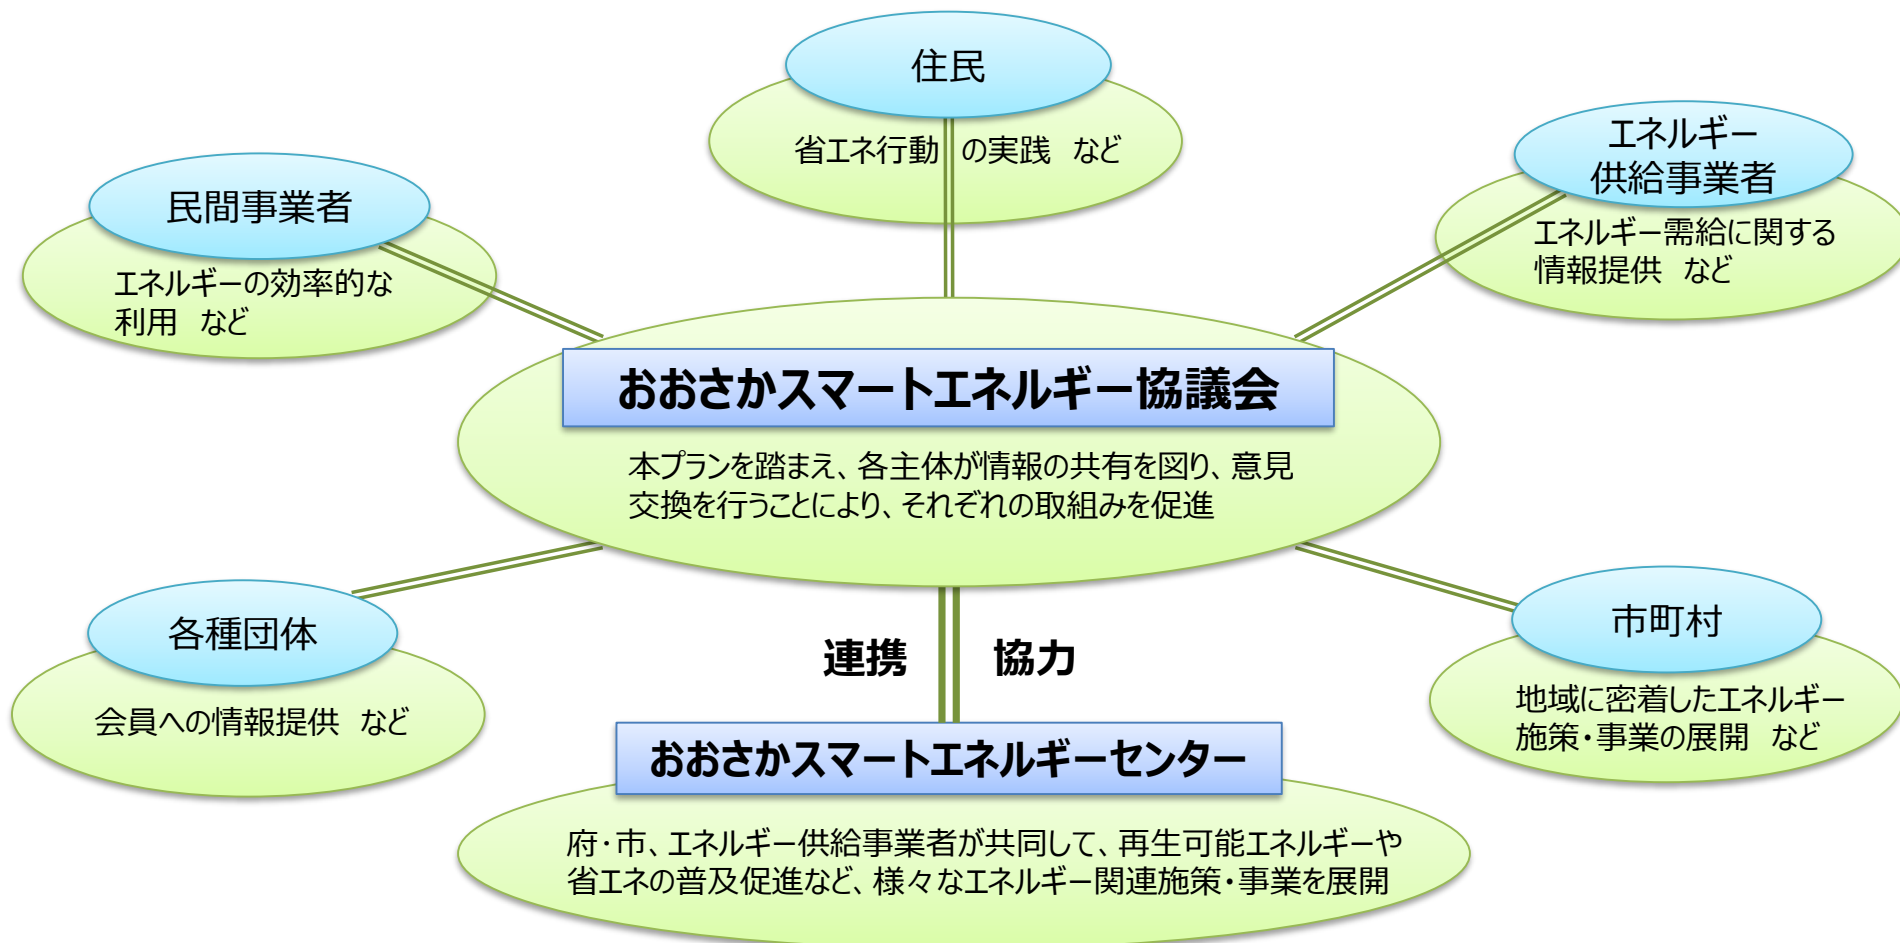 住民
省エネ行動 の実践 など
エネルギー
供給事業者
エネルギー需給に関する
情報提供 など
民間事業者
エネルギーの効率的な
利用 など
おおさかスマートエネルギー協議会
本プランを踏まえ、各主体が情報の共有を図り、意見
交換を行うことにより、それぞれの取組みを促進
各種団体
会員への情報提供 など
連携 協力
市町村
地域に密着したエネルギー
施策・事業の展開 など
おおさかスマートエネルギーセンター
府・市、エネルギー供給事業者が共同して、再生可能エネルギーや
省エネの普及促進など、様々なエネルギー関連施策・事業を展開